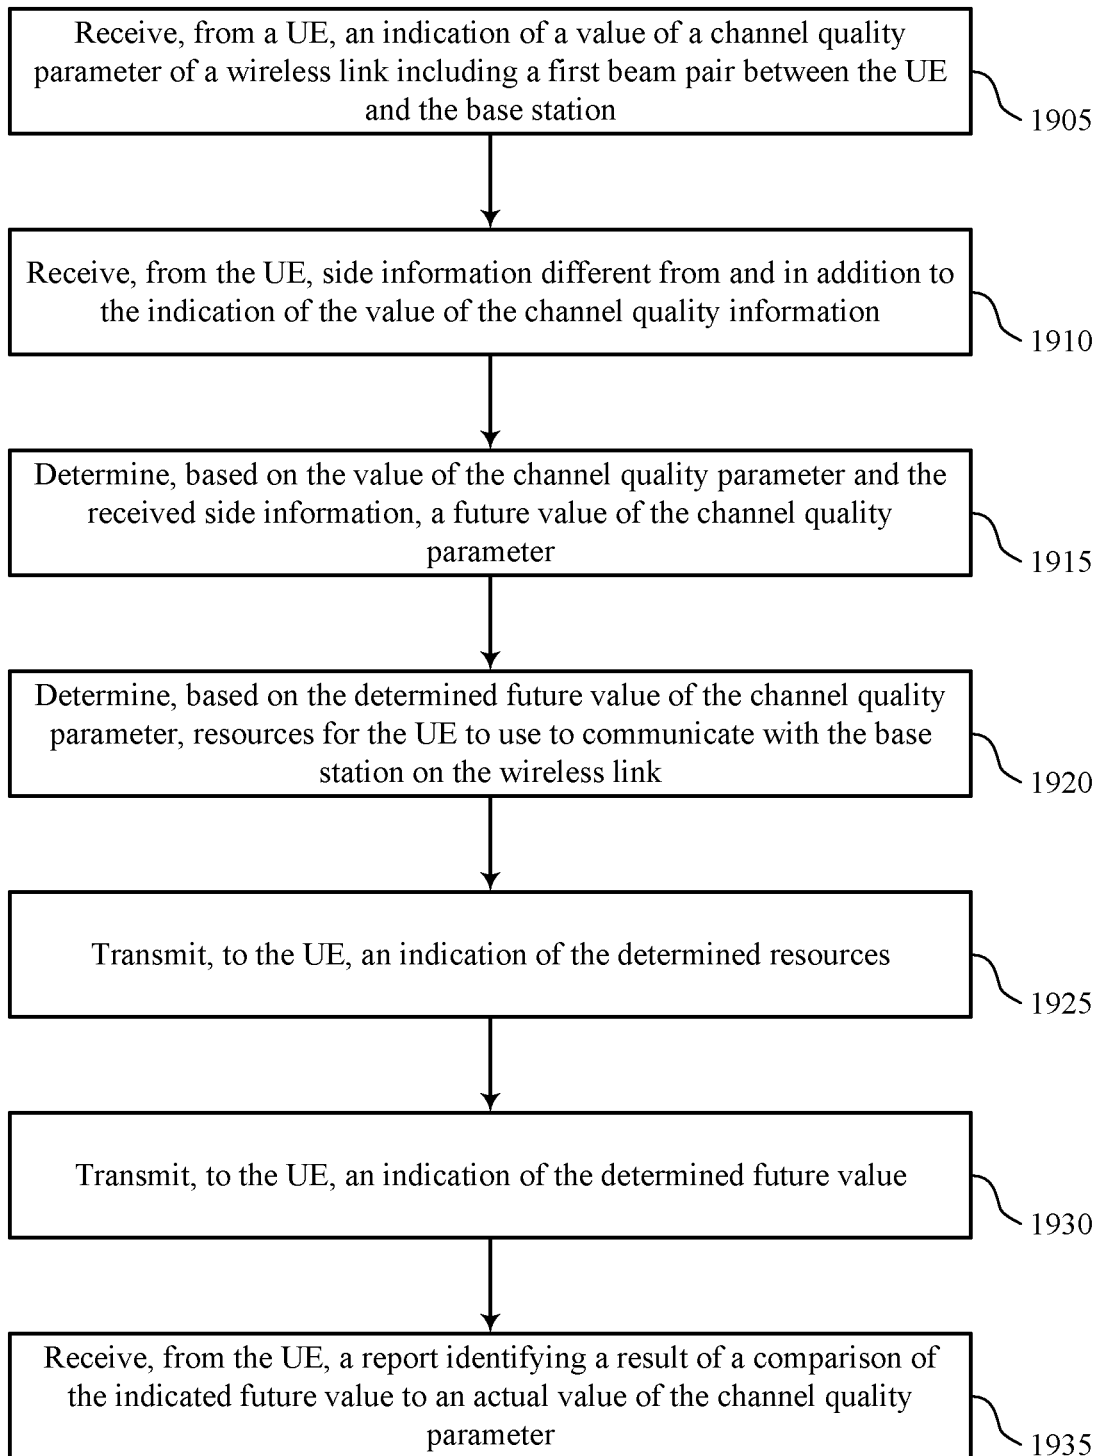 Receive, from a UE, an indication of a value of a channel quality
parameter of a wireless link including a first beam pair between the UE
and the base station
1905
Receive, from the UE, side information different from and in addition to
the indication of the value of the channel quality information
1910
Determine, based on the value of the channel quality parameter and the
received side information, a future value of the channel quality
parameter
1915
Determine, based on the determined future value of the channel quality
parameter, resources for the UE to use to communicate with the base
station on the wireless link
1920
Transmit, to the UE, an indication of the determined resources
1925
Transmit, to the UE, an indication of the determined future value
1930
Receive, from the UE, a report identifying a result of a comparison of
the indicated future value to an actual value of the channel quality
parameter
1935